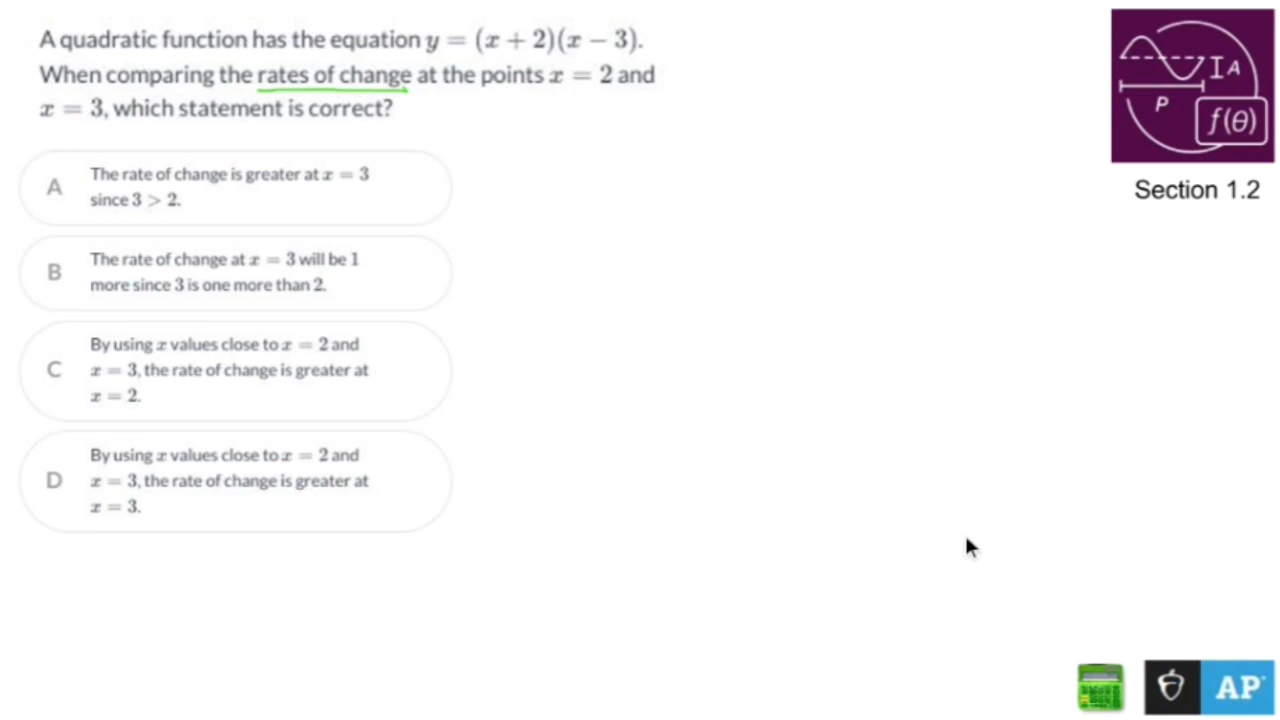 A quadratic function has the equation y = (x + 2)(x − 3).
When comparing the rates of change at the points x = 2 and
x = 3, which statement is correct?
A
The rate of change is greater at x = 3
since 3 > 2.
B
The rate of change at x = 3 will be 1
more since 3 is one more than 2.
C
By using x values close to x = 2 and
x = 3, the rate of change is greater at
x = 2.
D
By using x values close to x = 2 and
x = 3, the rate of change is greater at
x = 3.
A
P
f(θ)
Section 1.2
AP